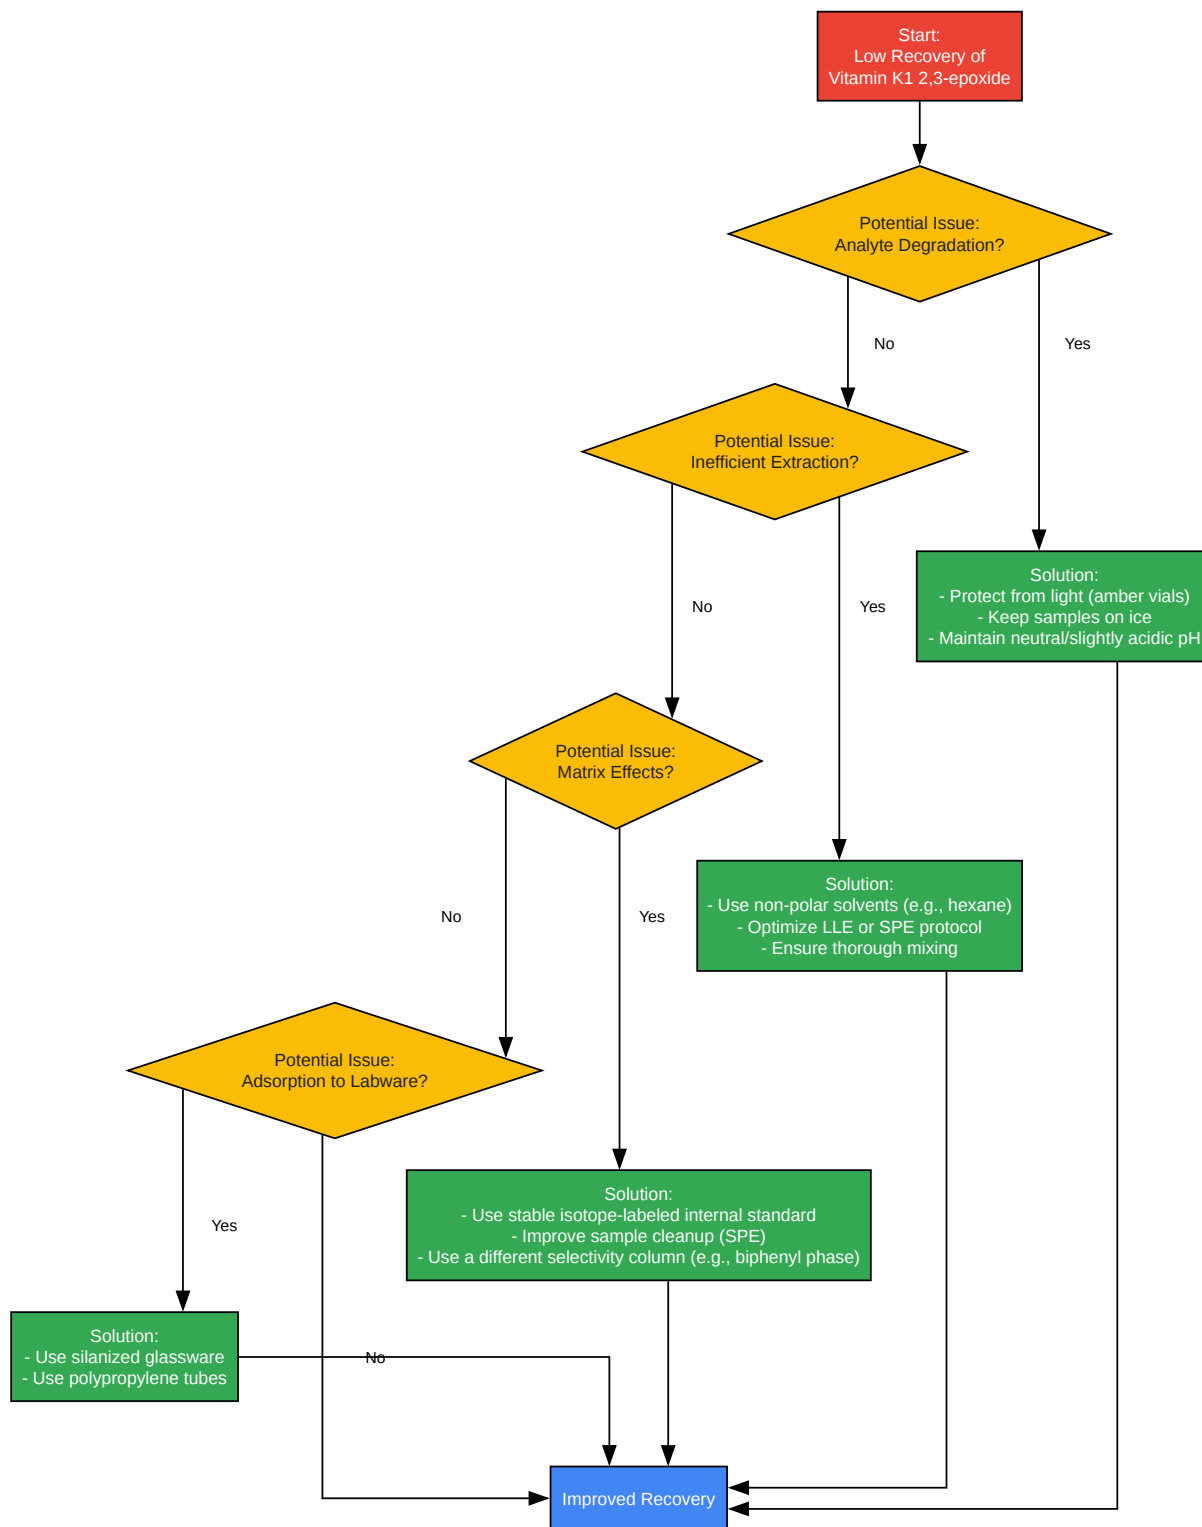 Start:
Low Recovery of
Vitamin K1 2,3-epoxide
Potential Issue:
Analyte Degradation?
No
Yes
Potential Issue:
Inefficient Extraction?
Solution:
- Protect from light (amber vials)
- Keep samples on ice
- Maintain neutral/slightly acidic pH
No
Yes
Potential Issue:
Matrix Effects?
Solution:
- Use non-polar solvents (e.g., hexane)
- Optimize LLE or SPE protocol
- Ensure thorough mixing
No
Yes
Potential Issue:
Adsorption to Labware?
Solution:
- Use stable isotope-labeled internal standard
- Improve sample cleanup (SPE)
- Use a different selectivity column (e.g., biphenyl phase)
Yes
Solution:
- Use silanized glassware
- Use polypropylene tubes
No
Improved Recovery